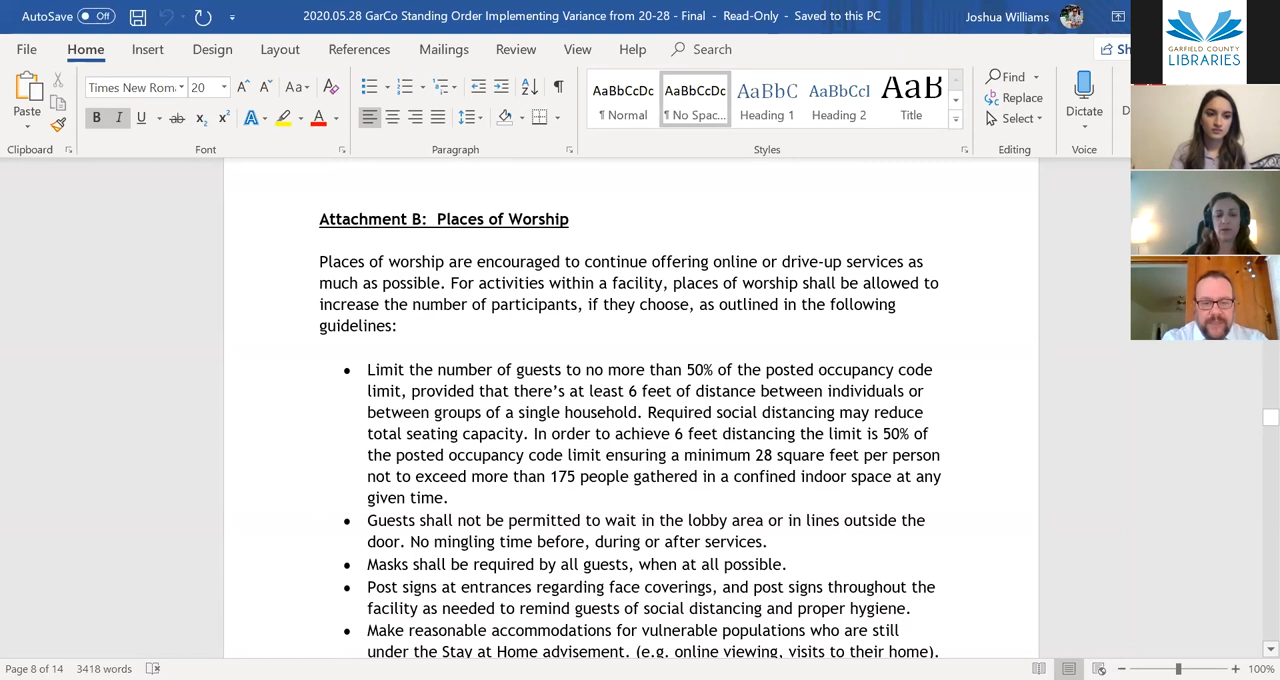 AutoSave Off 2020.05.28 GarCo Standing Order Implementing Variance from 20-28 - Final - Read-Only - Saved to this PC Joshua Williams
File Home Insert Design Layout References Mailings Review View Help Search Sh
GARFIELD COUNTY
LIBRARIES
Paste
Clipboard
Times New Rom 20 Aa
B I U ab x₂ x² A A
Font
Paragraph
AaBbCcDc AaBbCcDc AaBbC AaBbCcI AaB
¶ Normal ¶ No Spac... Heading 1 Heading 2 Title
Styles
Find
Replace
Select
Editing
Dictate
Voice
D
Attachment B: Places of Worship
Places of worship are encouraged to continue offering online or drive-up services as
much as possible. For activities within a facility, places of worship shall be allowed to
increase the number of participants, if they choose, as outlined in the following
guidelines:
• Limit the number of guests to no more than 50% of the posted occupancy code
limit, provided that there’s at least 6 feet of distance between individuals or
between groups of a single household. Required social distancing may reduce
total seating capacity. In order to achieve 6 feet distancing the limit is 50% of
the posted occupancy code limit ensuring a minimum 28 square feet per person
not to exceed more than 175 people gathered in a confined indoor space at any
given time.
• Guests shall not be permitted to wait in the lobby area or in lines outside the
door. No mingling time before, during or after services.
• Masks shall be required by all guests, when at all possible.
• Post signs at entrances regarding face coverings, and post signs throughout the
facility as needed to remind guests of social distancing and proper hygiene.
• Make reasonable accommodations for vulnerable populations who are still
under the Stay at Home advisement. (e.g. online viewing, visits to their home).
Page 8 of 14 3418 words 100%